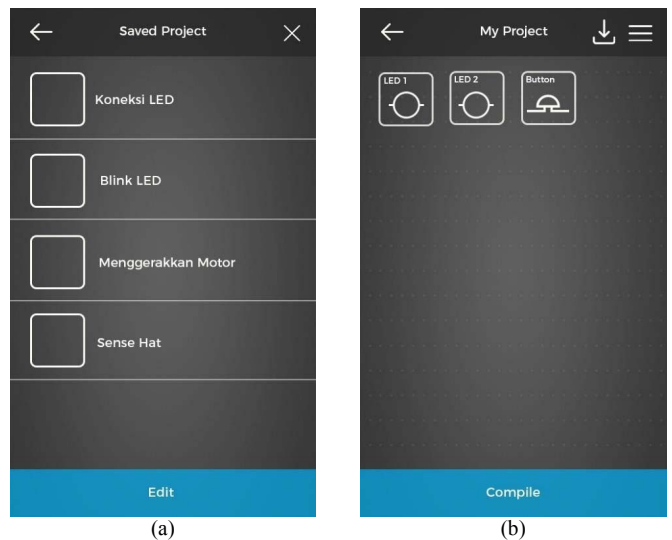 Saved Project
Koneksi LED
Blink LED
Menggerakkan Motor
Sense Hat
Edit
(a)
My Project
LED 1
LED 2
Button
Compile
(b)